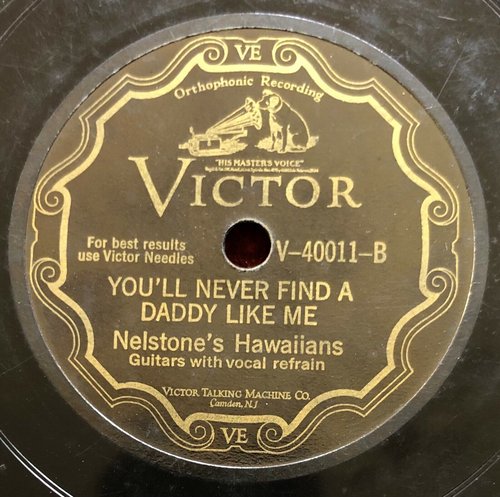 VE
Orthophonic Recording
"HIS MASTER'S VOICE"
VICTOR
For best results
use Victor Needles
V-40011-B
YOU'LL NEVER FIND A
DADDY LIKE ME
Nelstone's Hawaiians
Guitars with vocal refrain
VICTOR TALKING MACHINE CO.
Camden, N.J.
VE